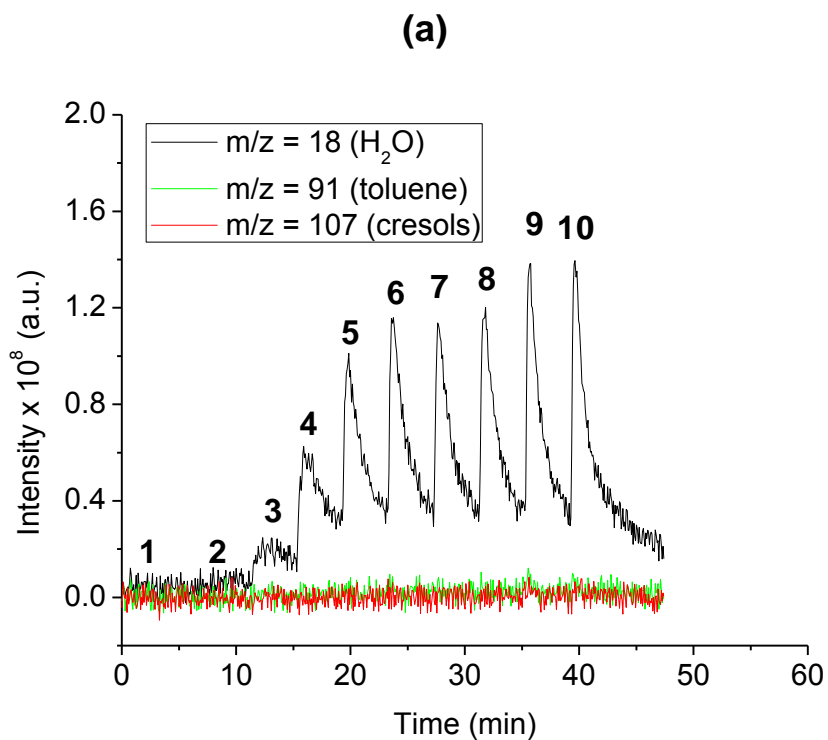 (a)
2.0
1.6
1.2
0.8
0.4
0.0
Intensity x 10⁸ (a.u.)
m/z = 18 (H₂O)
m/z = 91 (toluene)
m/z = 107 (cresols)
1
2
3
4
5
6
7
8
9
10
0 10 20 30 40 50 60
Time (min)